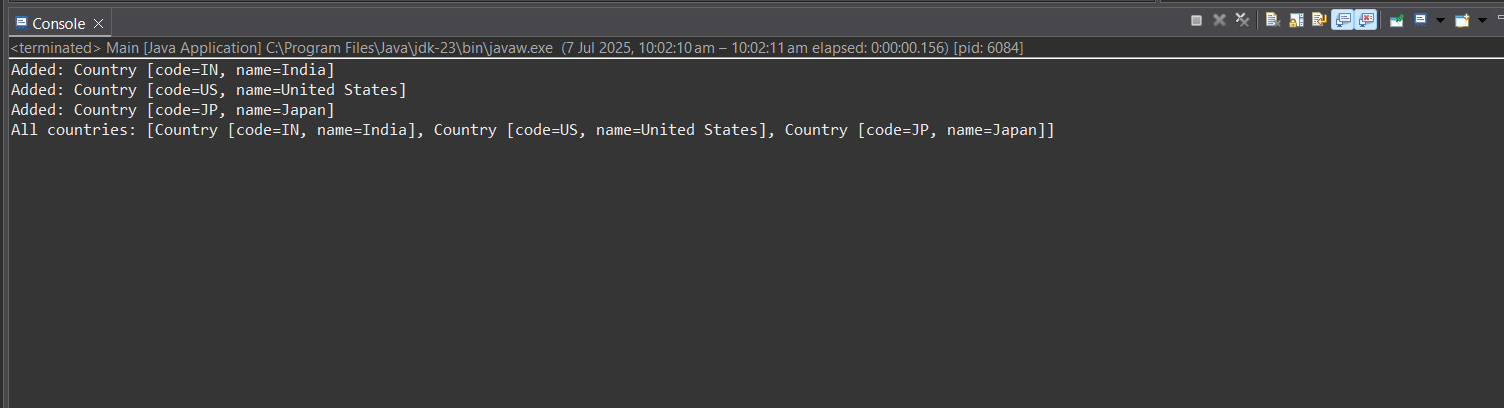 Console
<terminated> Main [Java Application] C:\Program Files\Java\jdk-23\bin\javaw.exe (7 Jul 2025, 10:02:10 am – 10:02:11 am elapsed: 0:00:00.156) [pid: 6084]
Added: Country [code=IN, name=India]
Added: Country [code=US, name=United States]
Added: Country [code=JP, name=Japan]
All countries: [Country [code=IN, name=India], Country [code=US, name=United States], Country [code=JP, name=Japan]]